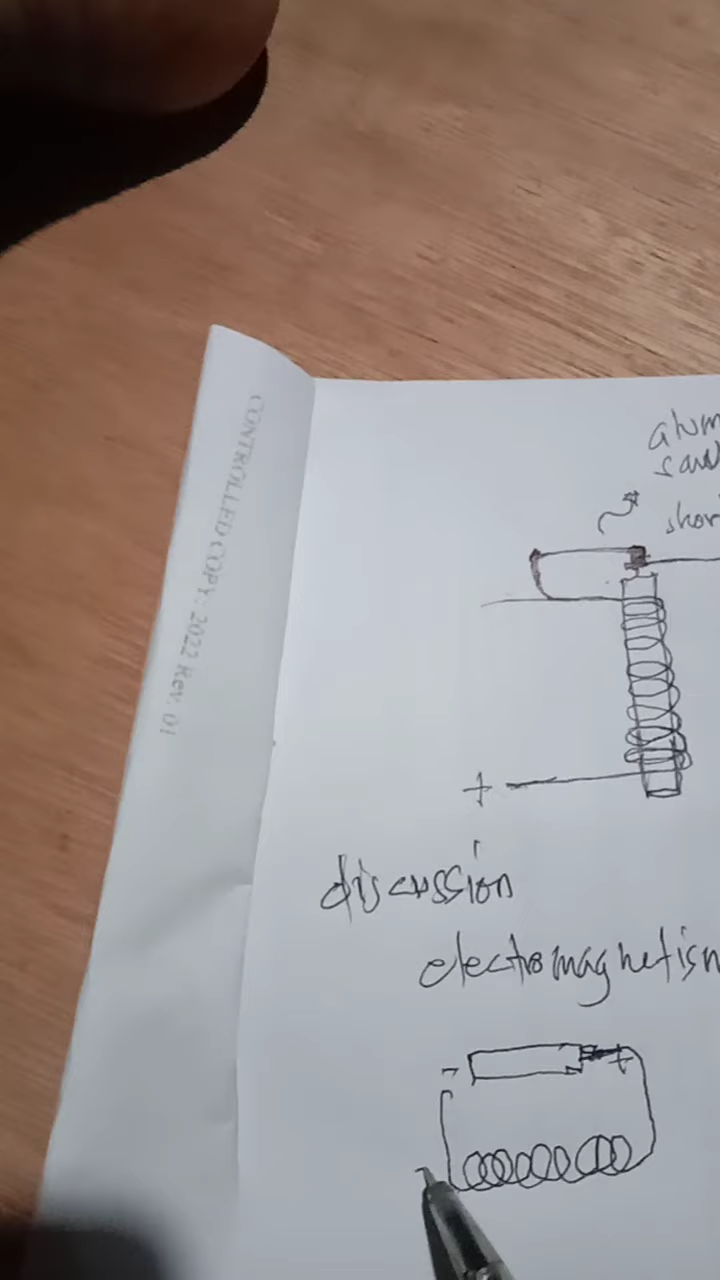 CONTROLLED COPY: 2022 Rev. 01
+
discussion
electromagnetism
- +
-